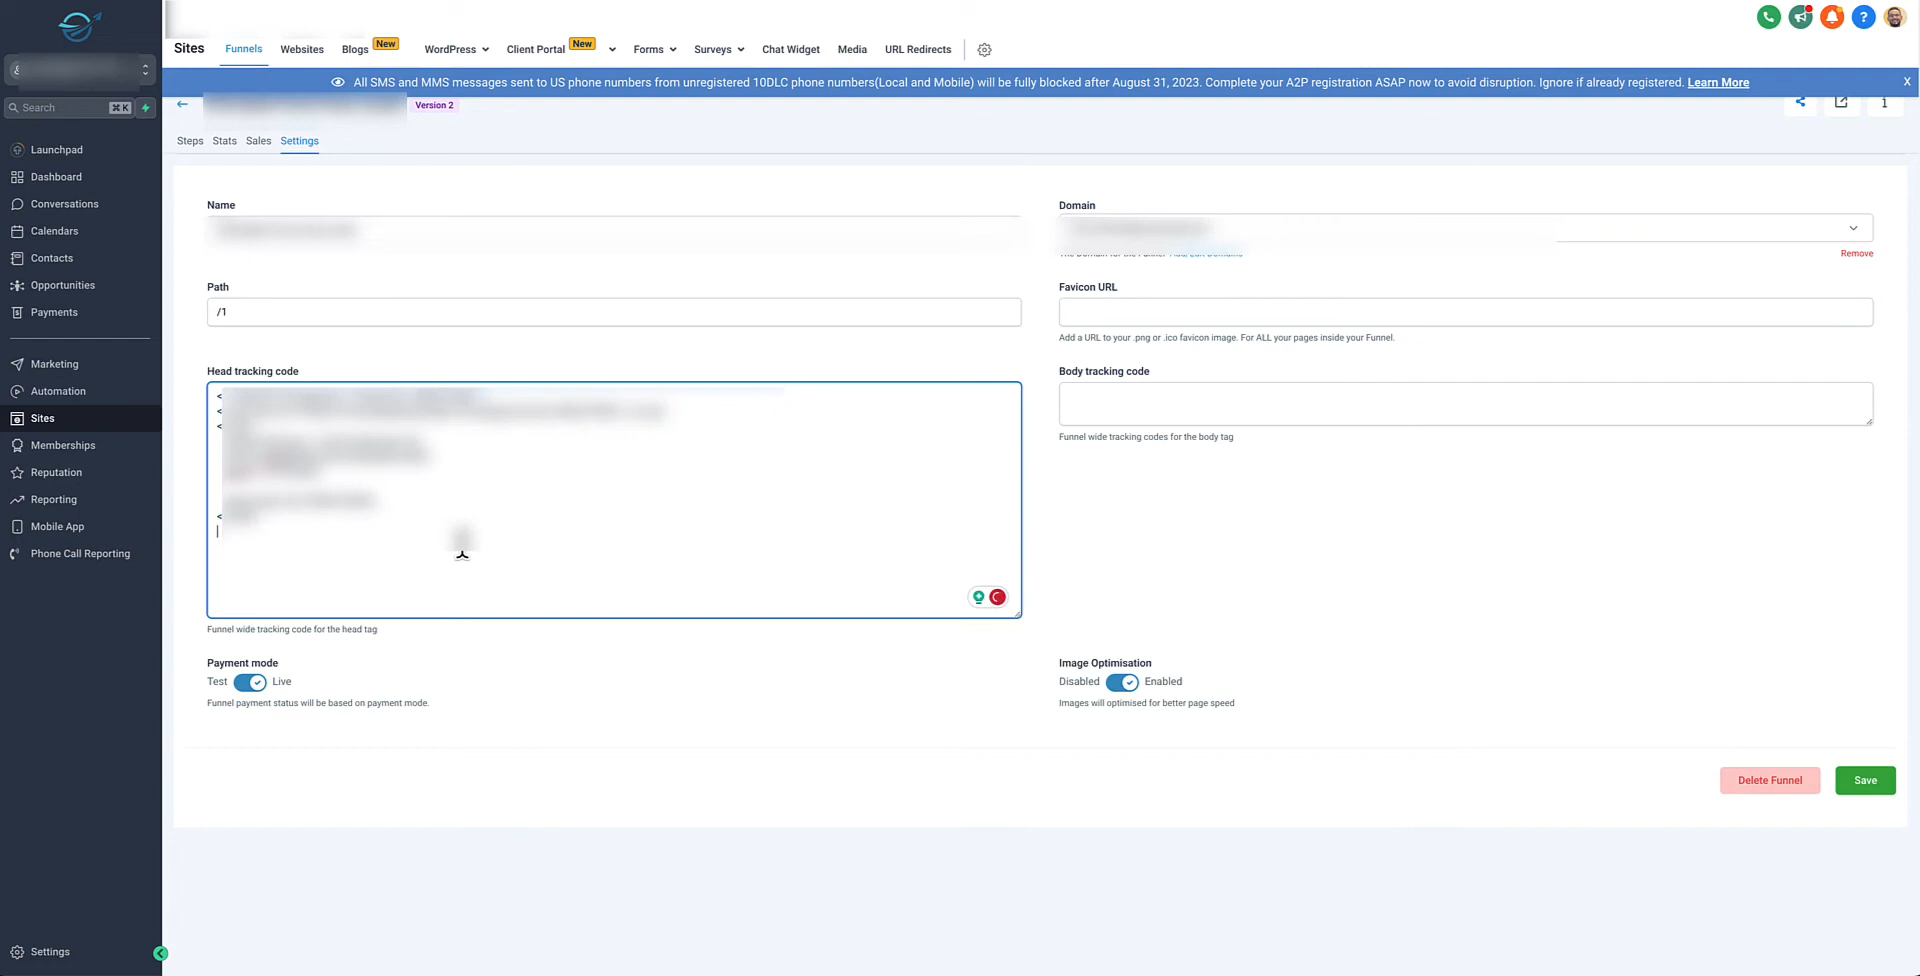 Sites
Funnels
Websites
Blogs
New
WordPress
Client Portal
New
Forms
Surveys
Chat Widget
Media
URL Redirects
All SMS and MMS messages sent to US phone numbers from unregistered 10DLC phone numbers(Local and Mobile) will be fully blocked after August 31, 2023. Complete your A2P registration ASAP now to avoid disruption. Ignore if already registered. Learn More
X
Search
⌘ K
Launchpad
Dashboard
Conversations
Calendars
Contacts
Opportunities
Payments
Marketing
Automation
Sites
Memberships
Reputation
Reporting
Mobile App
Phone Call Reporting
Settings
Version 2
Steps
Stats
Sales
Settings
Name
Domain
Remove
Path
/1
Favicon URL
Add a URL to your .png or .ico favicon image. For ALL your pages inside your Funnel.
Head tracking code
<
<
<
<
Funnel wide tracking code for the head tag
Body tracking code
Funnel wide tracking codes for the body tag
Payment mode
Test
Live
Funnel payment status will be based on payment mode.
Image Optimisation
Disabled
Enabled
Images will optimised for better page speed
Delete Funnel
Save